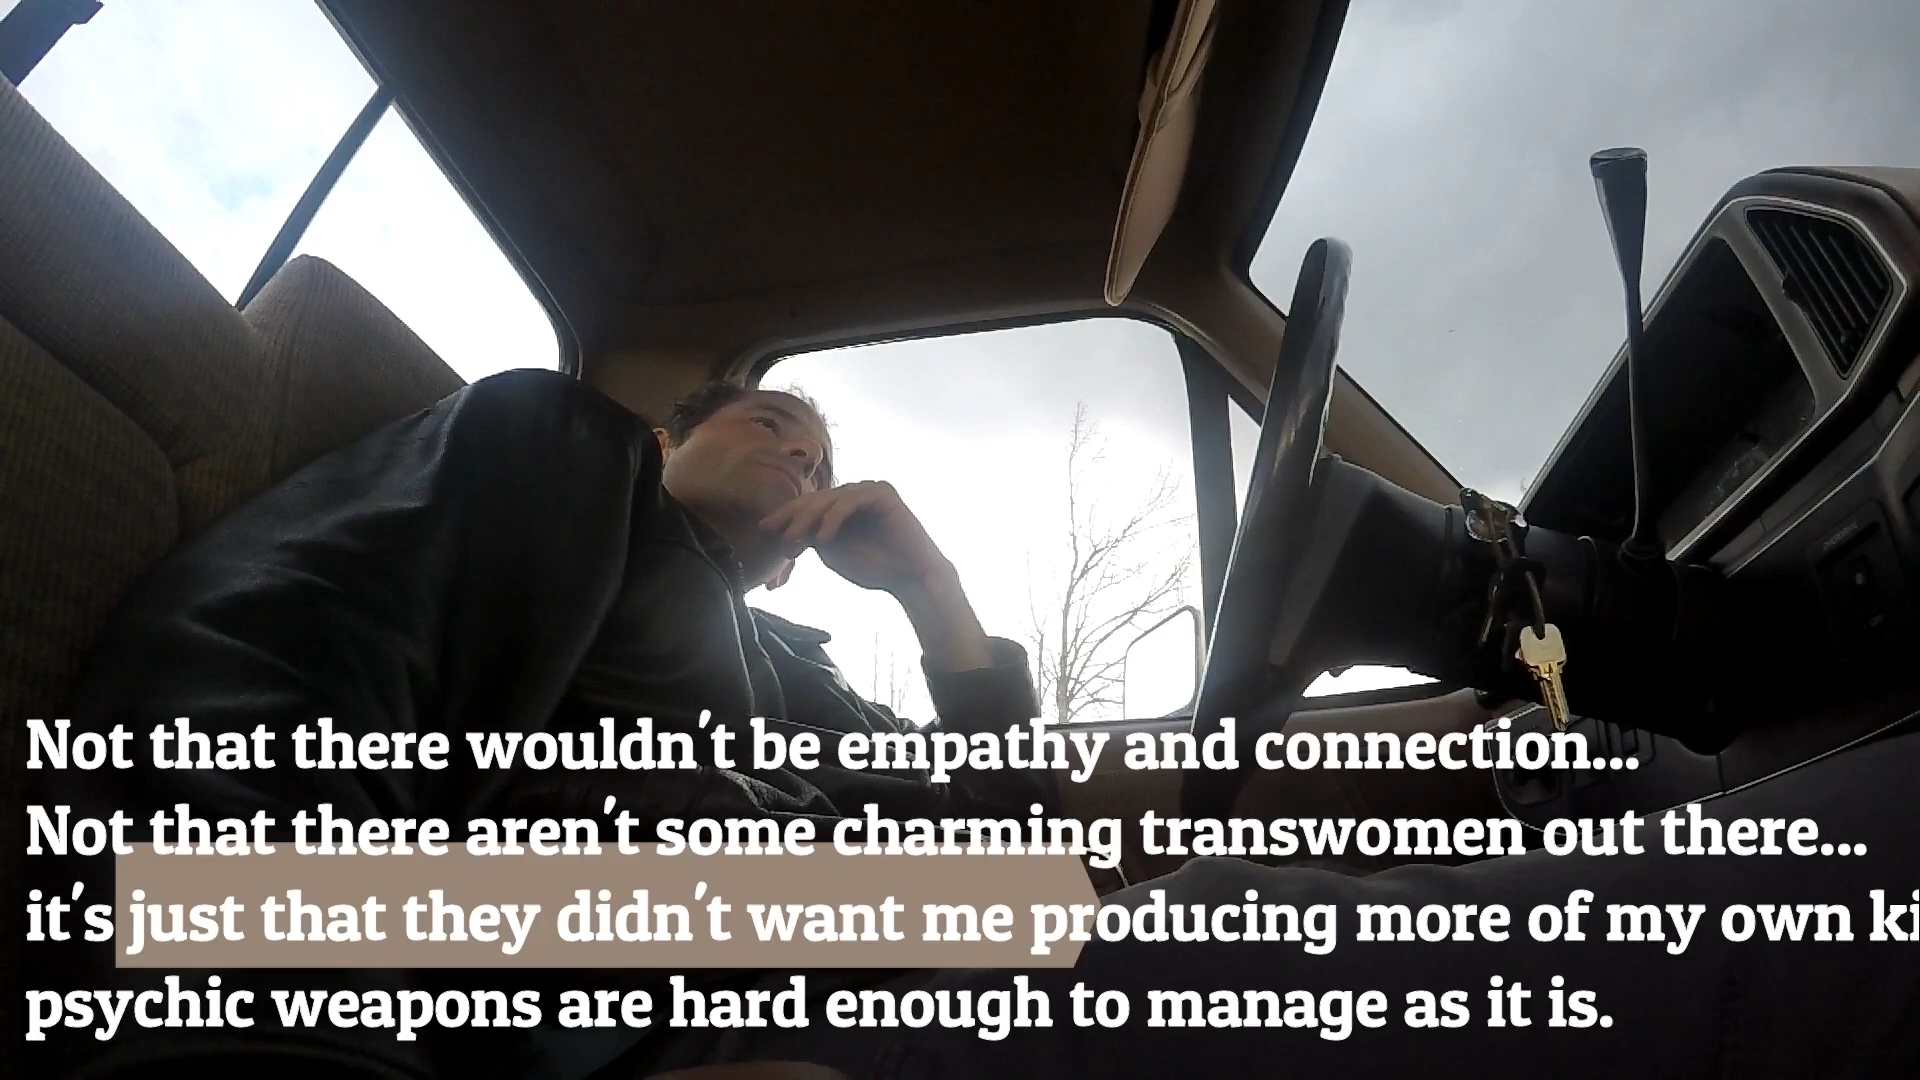 Not that there wouldn't be empathy and connection...
Not that there aren't some charming transwomen out there...
it's just that they didn't want me producing more of my own ki
psychic weapons are hard enough to manage as it is.